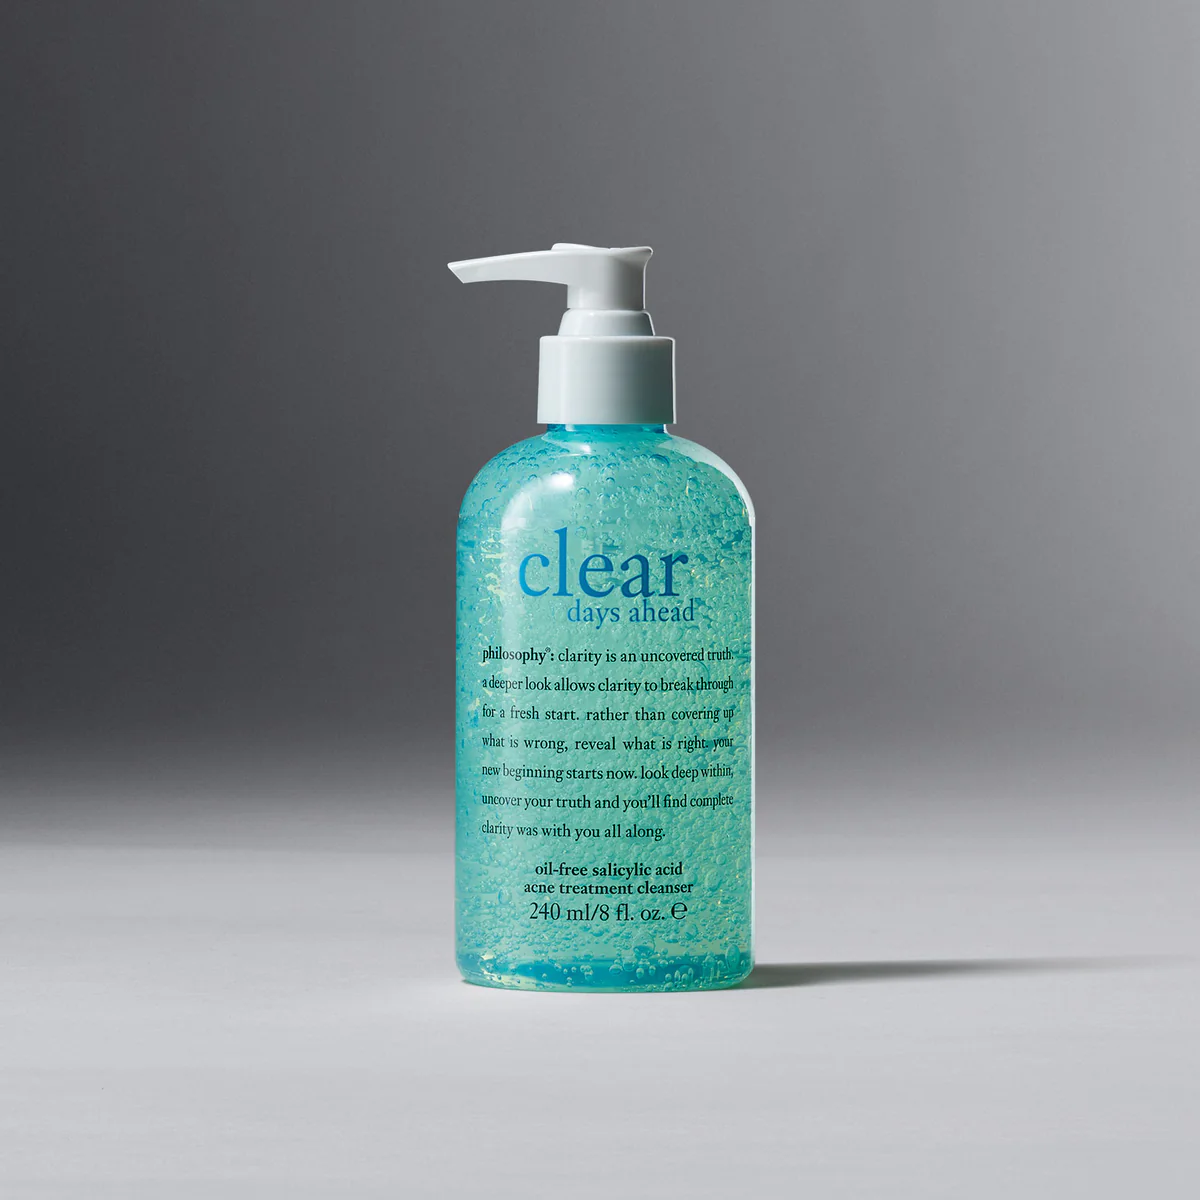 clear
days ahead™
philosophy®: clarity is an uncovered truth.
a deeper look allows clarity to break through
for a fresh start. rather than covering up
what is wrong, reveal what is right. your
new beginning starts now. look deep within,
uncover your truth and you'll find complete
clarity was with you all along.
oil-free salicylic acid
acne treatment cleanser
240 ml/8 fl. oz. ℮